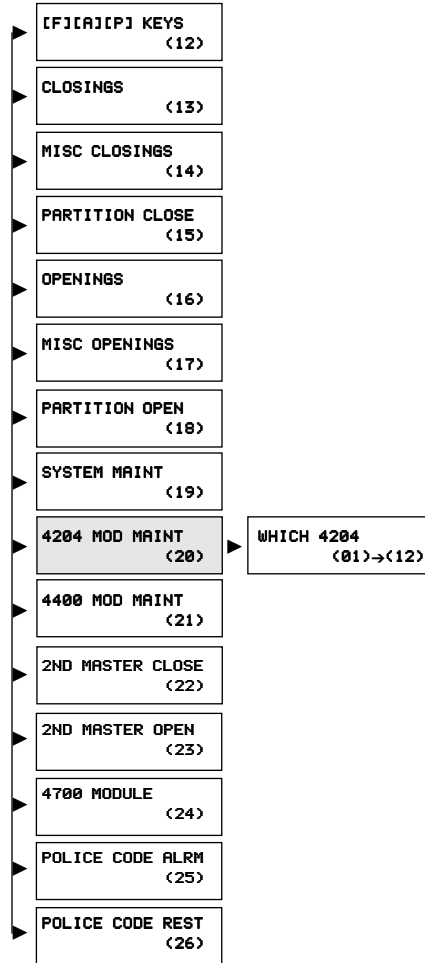 [F][A][P] KEYS
(12)
CLOSINGS
(13)
MISC CLOSINGS
(14)
PARTITION CLOSE
(15)
OPENINGS
(16)
MISC OPENINGS
(17)
PARTITION OPEN
(18)
SYSTEM MAINT
(19)
4204 MOD MAINT
(20)
WHICH 4204
(01)→(12)
4400 MOD MAINT
(21)
2ND MASTER CLOSE
(22)
2ND MASTER OPEN
(23)
4700 MODULE
(24)
POLICE CODE ALRM
(25)
POLICE CODE REST
(26)